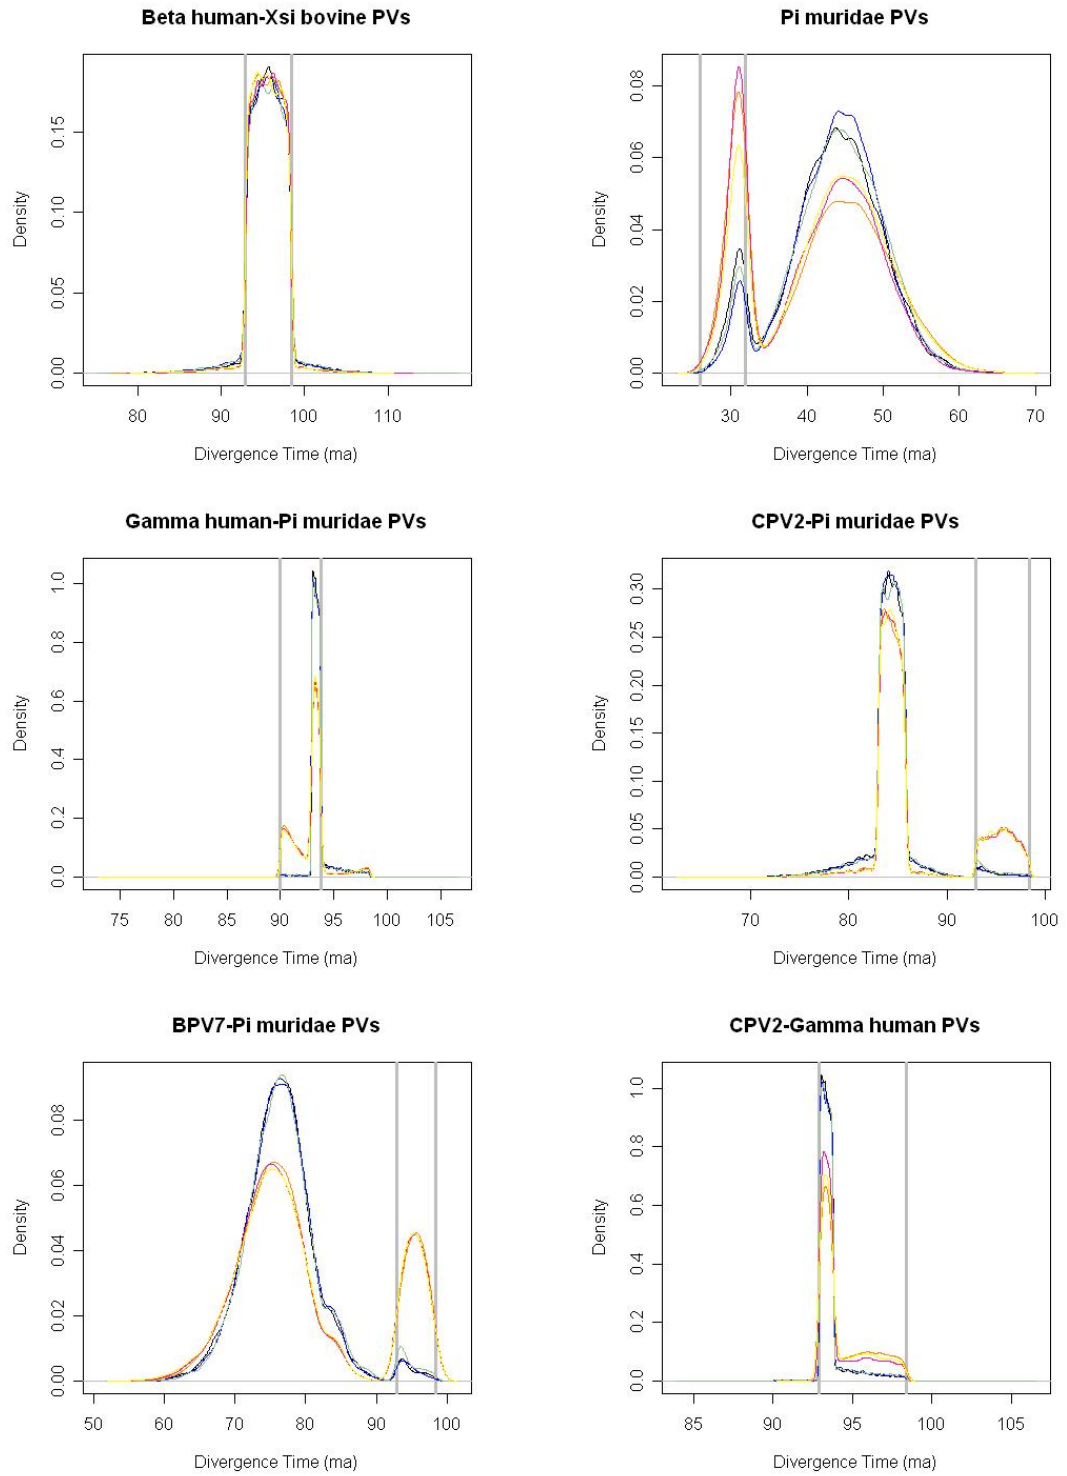 Beta human-Xsi bovine PVs
Density
0.00 0.05 0.10 0.15
80 90 100 110
Divergence Time (ma)
Pi muridae PVs
Density
0.00 0.02 0.04 0.06 0.08
30 40 50 60 70
Divergence Time (ma)
Gamma human-Pi muridae PVs
Density
0.0 0.2 0.4 0.6 0.8 1.0
75 80 85 90 95 100 105
Divergence Time (ma)
CPV2-Pi muridae PVs
Density
0.00 0.05 0.10 0.15 0.20 0.25 0.30
70 80 90 100
Divergence Time (ma)
BPV7-Pi muridae PVs
Density
0.00 0.02 0.04 0.06 0.08
50 60 70 80 90 100
Divergence Time (ma)
CPV2-Gamma human PVs
Density
0.0 0.2 0.4 0.6 0.8 1.0
85 90 95 100 105
Divergence Time (ma)